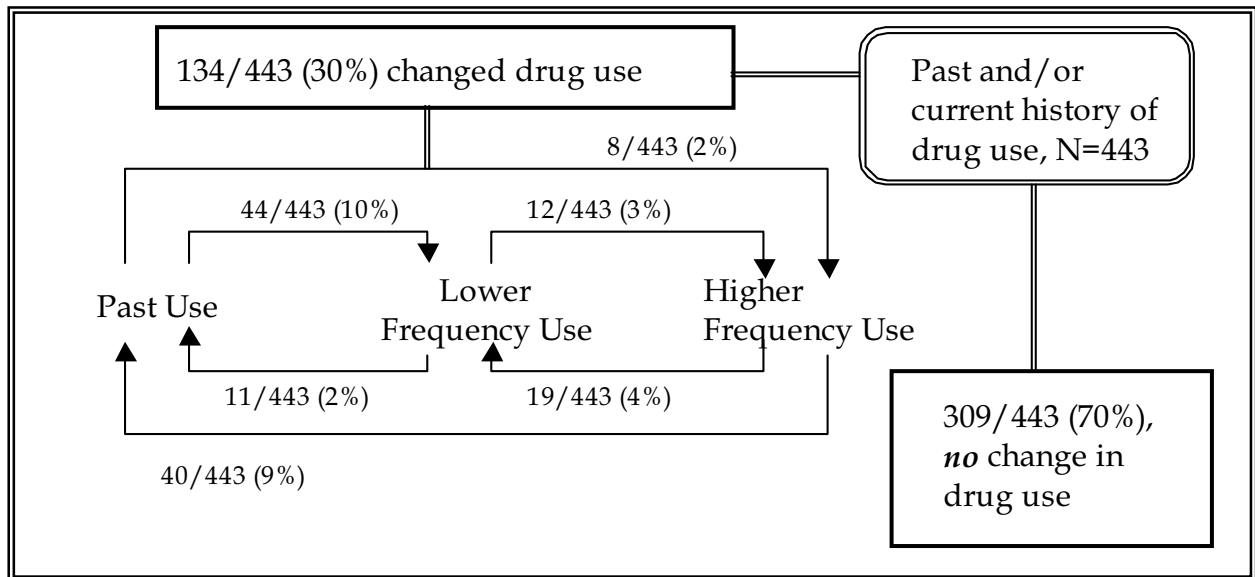 134/443 (30%) changed drug use
Past and/or
current history of
drug use, N=443
8/443 (2%)
44/443 (10%)
12/443 (3%)
Past Use
Lower
Frequency Use
Higher
Frequency Use
11/443 (2%)
19/443 (4%)
40/443 (9%)
309/443 (70%),
no change in
drug use